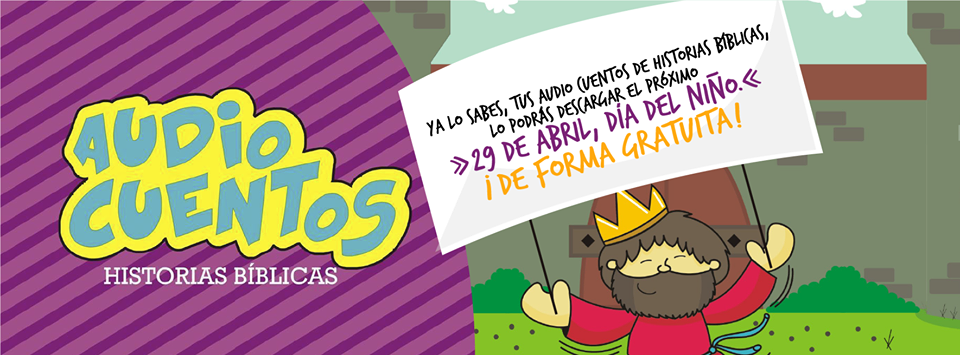 AUDIO
CUENTOS
HISTORIAS BÍBLICAS
YA LO SABES, TUS AUDIO CUENTOS DE HISTORIAS BÍBLICAS,
LO PODRÁS DESCARGAR EL PRÓXIMO
»29 DE ABRIL, DÍA DEL NIÑO.«
¡DE FORMA GRATUITA!